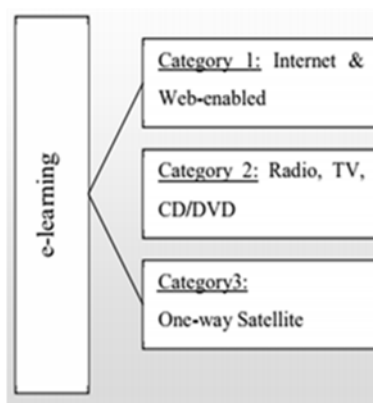 e-learning
Category 1: Internet &
Web-enabled
Category 2: Radio, TV,
CD/DVD
Category3:
One-way Satellite